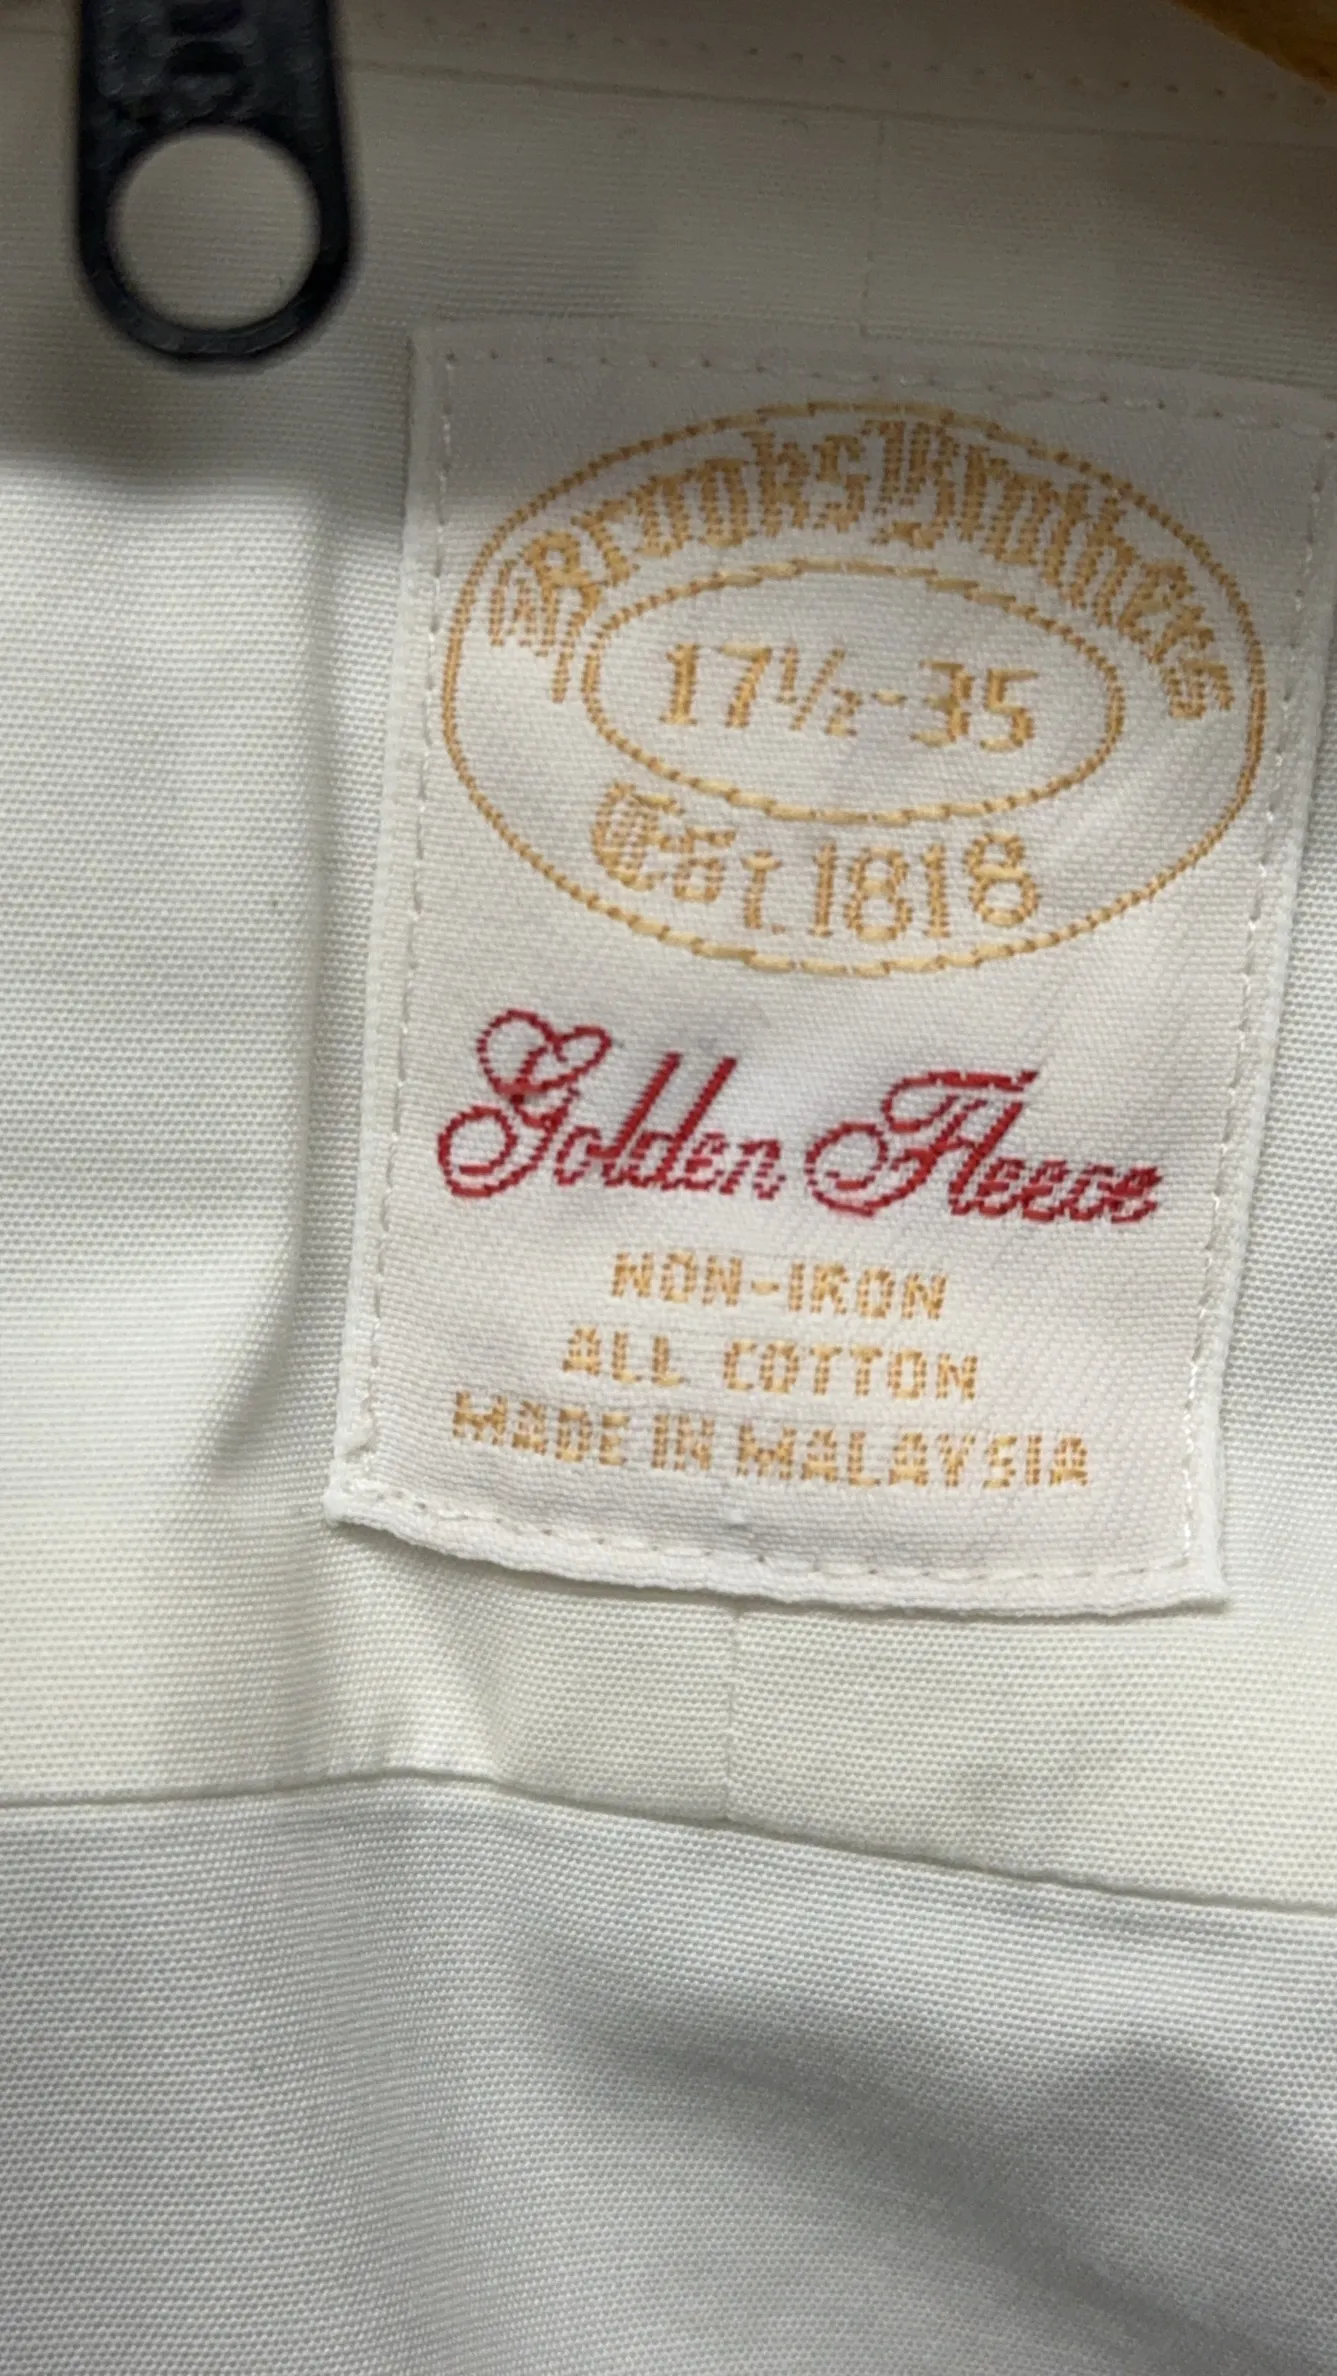 Brooks Brothers
17½-35
Est. 1818
Golden Fleece
NON-IRON
ALL COTTON
MADE IN MALAYSIA